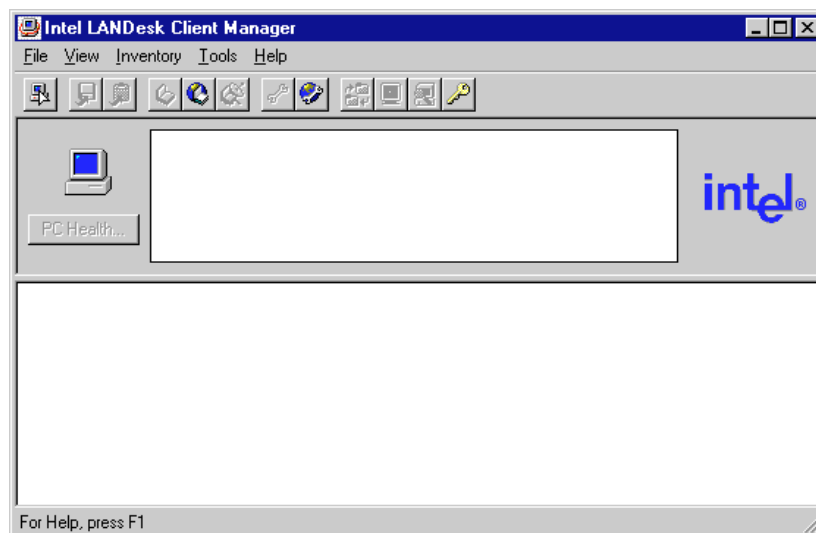 Intel LANDesk Client Manager
File View Inventory Tools Help
PC Health...
intel®
For Help, press F1